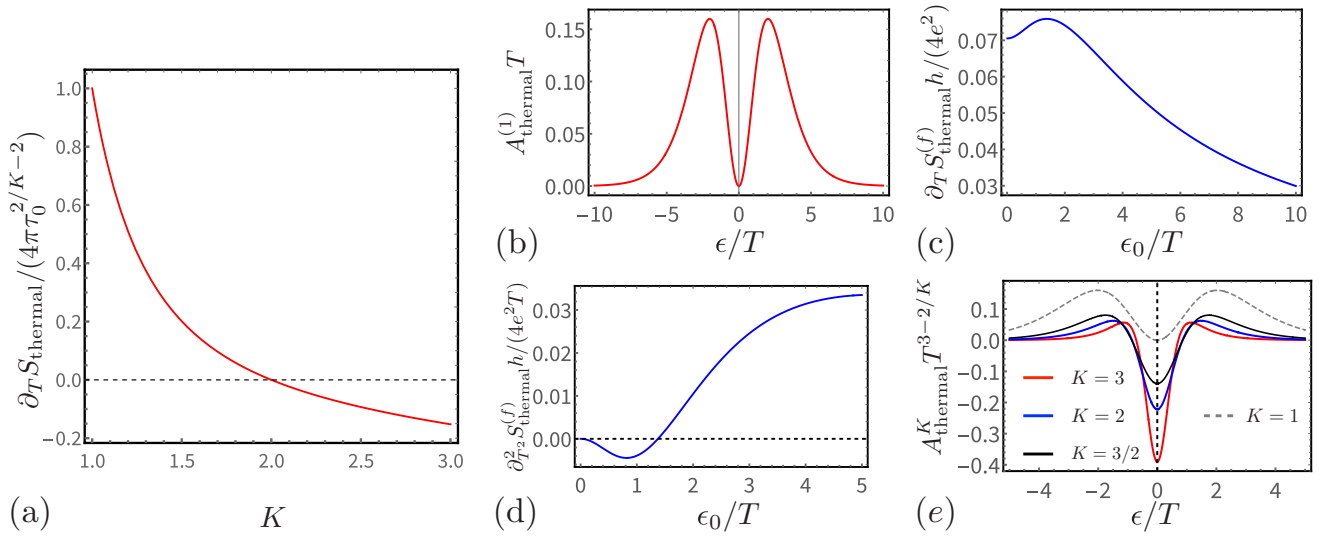 ∂_T S_thermal/(4πτ_0^{2/K−2})
1.0
0.8
0.6
0.4
0.2
0.0
−0.2
1.0 1.5 2.0 2.5 3.0
(a)
K
A^{(1)}_thermal T
0.15
0.10
0.05
0.00
−10 −5 0 5 10
(b)
ϵ/T
∂_T S^{(f)}_thermal h/(4e^2)
0.07
0.06
0.05
0.04
0.03
0 2 4 6 8 10
(c)
ϵ_0/T
∂^2_{T^2} S^{(f)}_thermal h/(4e^2T)
0.03
0.02
0.01
0.00
0 1 2 3 4 5
(d)
ϵ_0/T
A^K_thermal T^{3−2/K}
0.1
0.0
−0.1
−0.2
−0.3
−0.4
K = 3
K = 2
K = 3/2
K = 1
−4 −2 0 2 4
(e)
ϵ/T